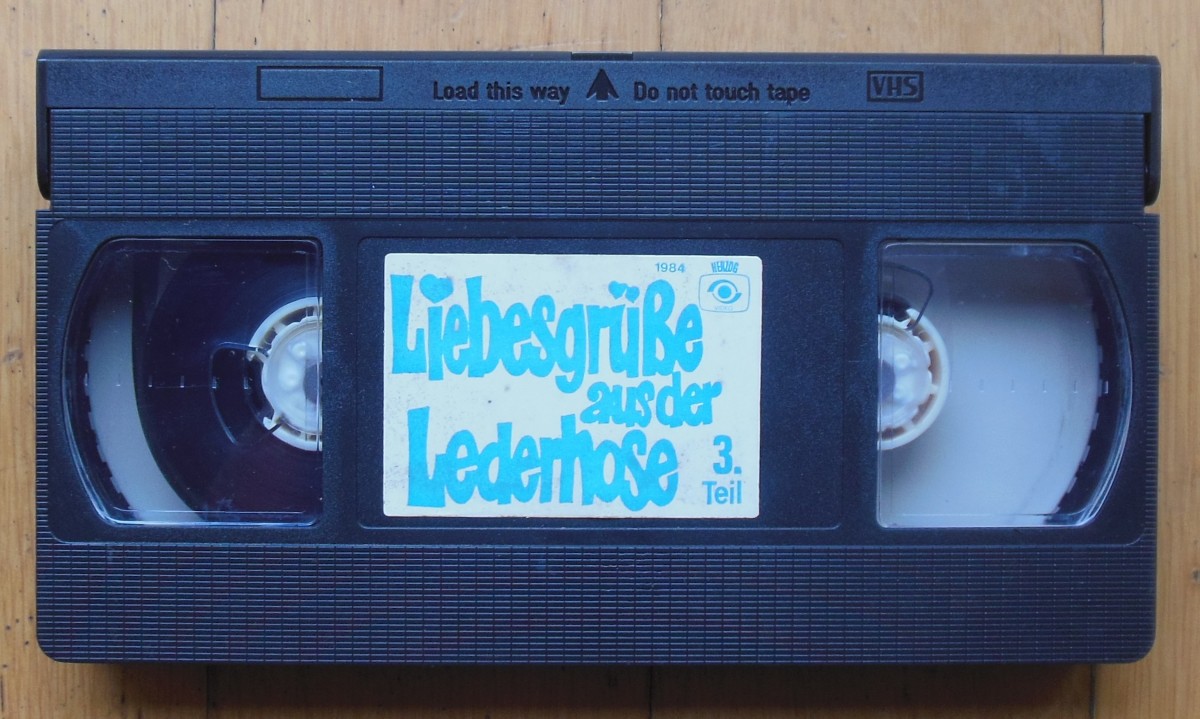 Load this way Do not touch tape VHS
1984 HERZOG
Liebesgrüße
aus der
Lederhose
3.
Teil